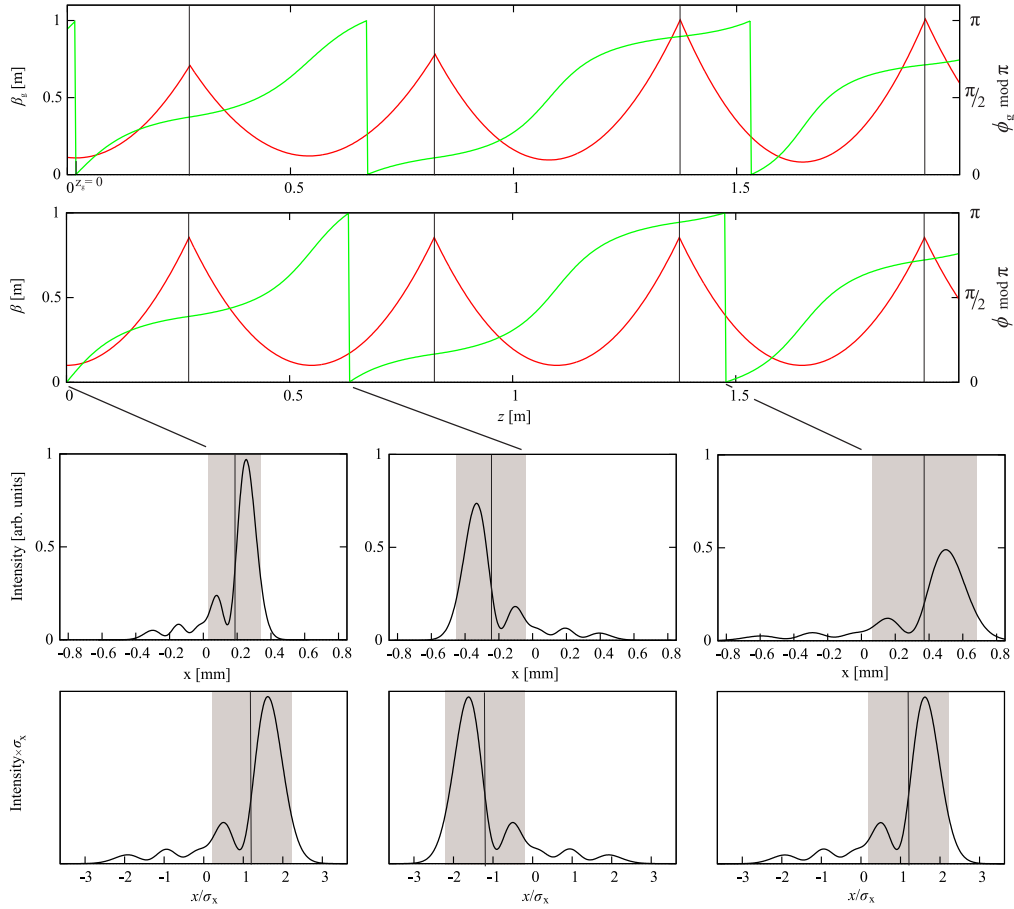 1 π
β_g [m] 0.5 π/2 ϕ_g mod π
0 0
z_g= 0
0 0.5 1 1.5
1 π
β [m] 0.5 π/2 ϕ mod π
0 0
0 0.5 1 1.5
z [m]
Intensity [arb. units]
1 1 1
0.5 0.5 0.5
0 0 0
-0.8 -0.6 -0.4 -0.2 0 0.2 0.4 0.6 0.8 -0.8 -0.6 -0.4 -0.2 0 0.2 0.4 0.6 0.8 -0.8 -0.6 -0.4 -0.2 0 0.2 0.4 0.6 0.8
x [mm] x [mm] x [mm]
Intensity×σ_x
-3 -2 -1 0 1 2 3 -3 -2 -1 0 1 2 3 -3 -2 -1 0 1 2 3
x/σ_x x/σ_x x/σ_x